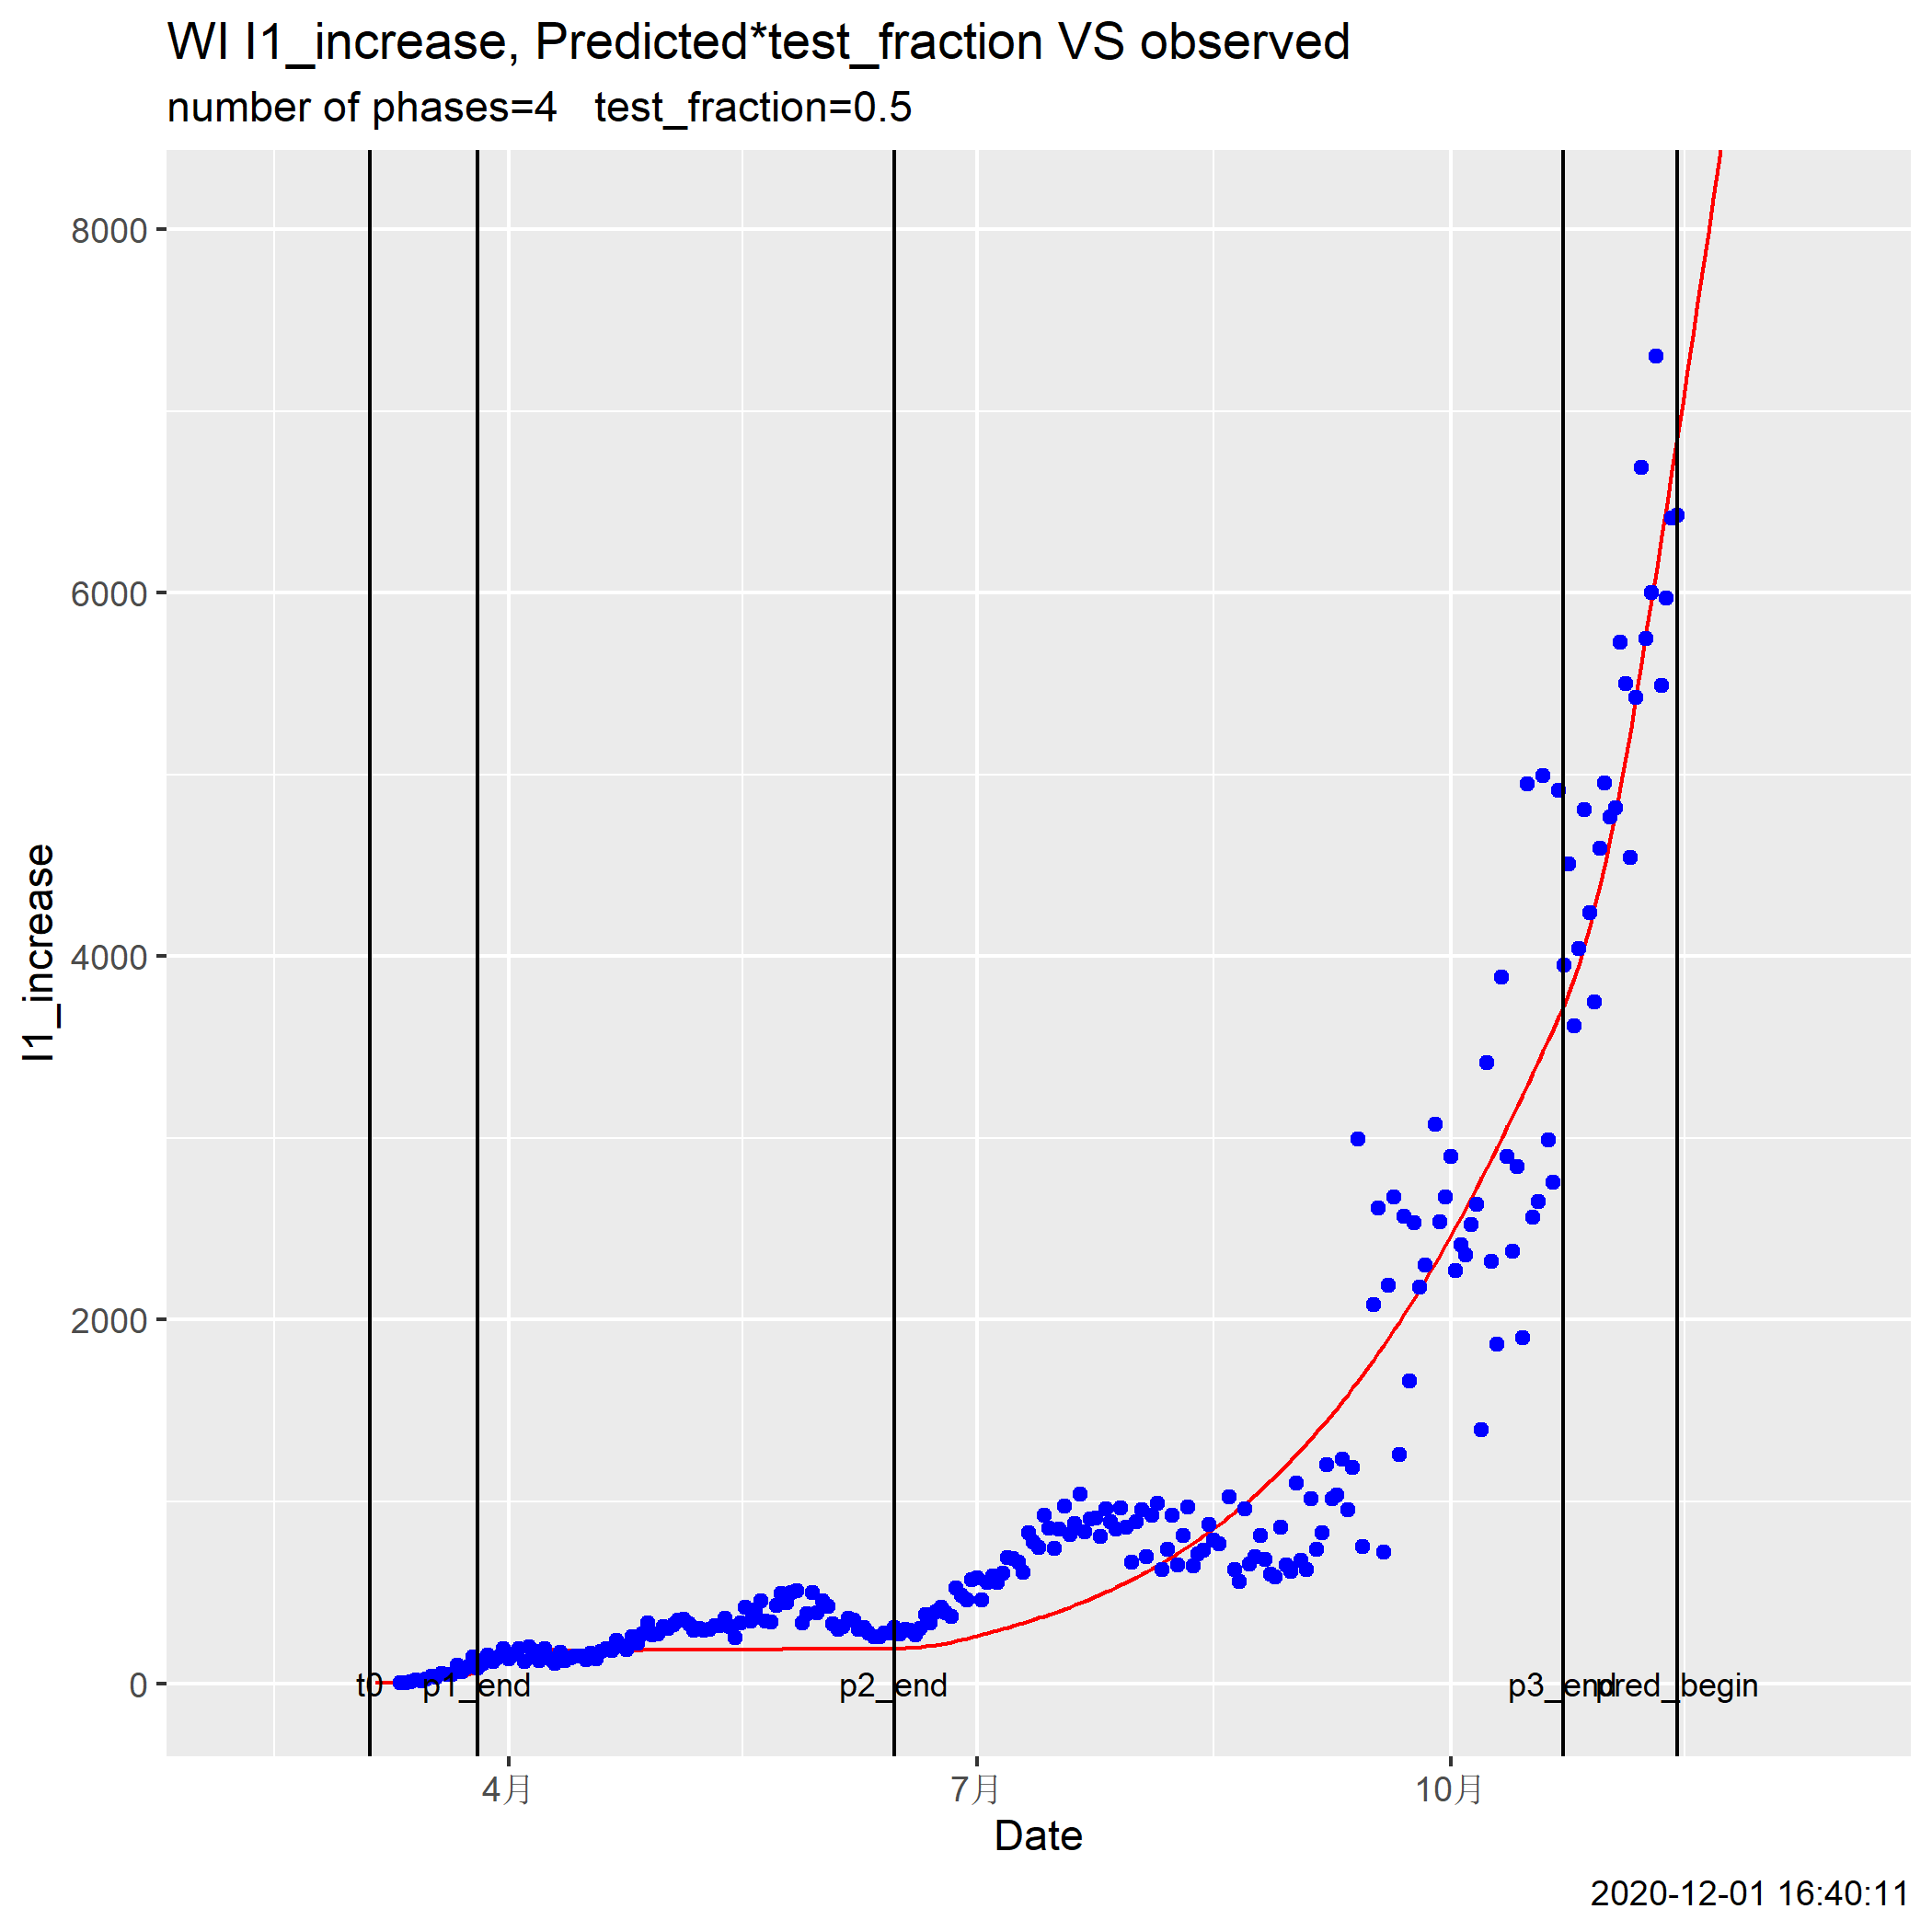 WI I1_increase, Predicted*test_fraction VS observed
number of phases=4 test_fraction=0.5
I1_increase
8000
6000
4000
2000
0
t0
p1_end
p2_end
p3_end
pred_begin
4月
7月
10月
Date
2020-12-01 16:40:11